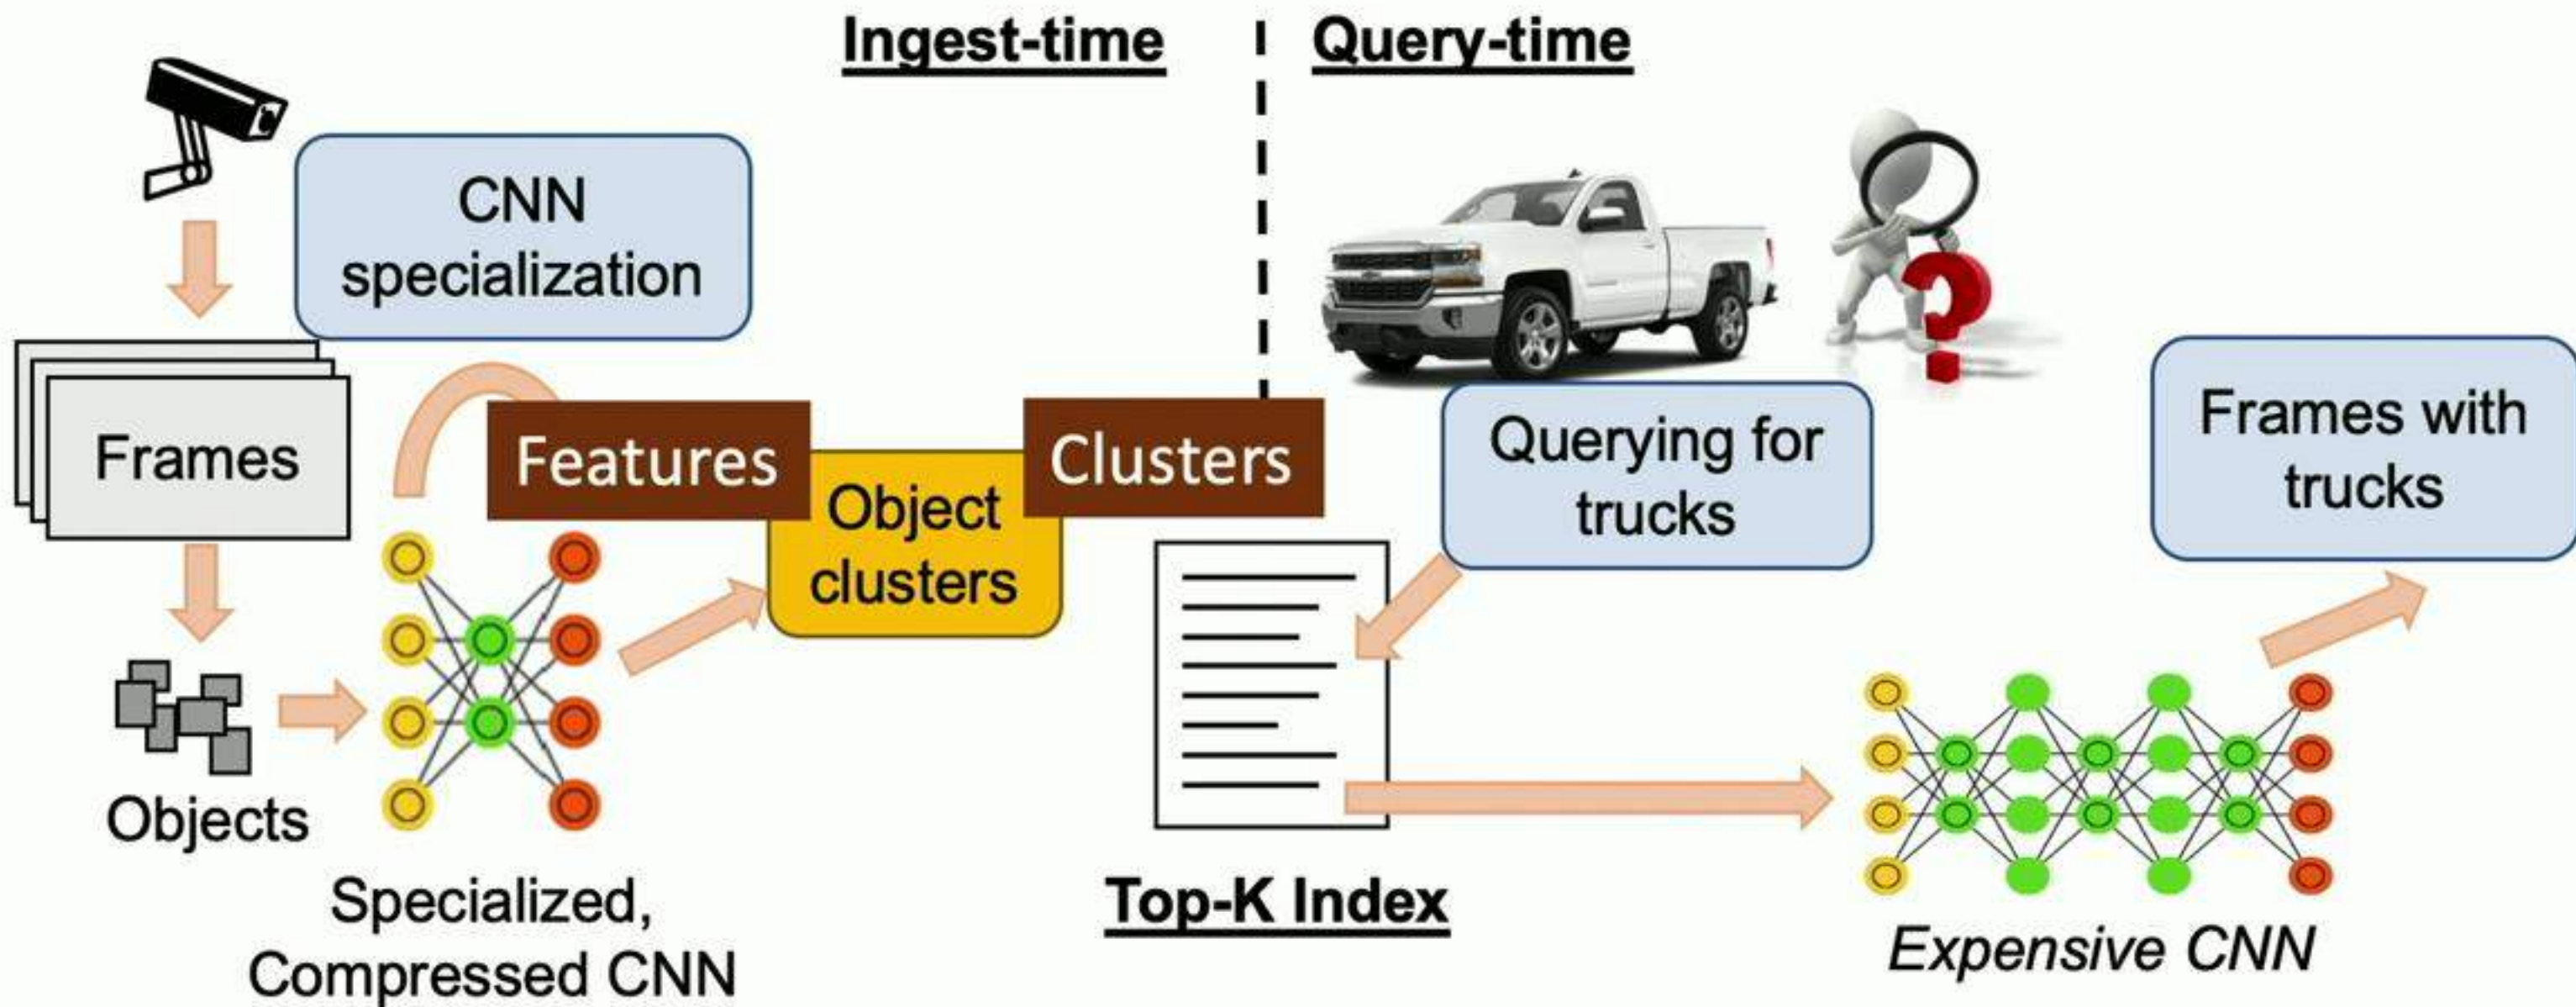 Ingest-time
Query-time
CNN
specialization
Frames
Features
Object
clusters
Clusters
Querying for
trucks
Frames with
trucks
Objects
Specialized,
Compressed CNN
Top-K Index
Expensive CNN